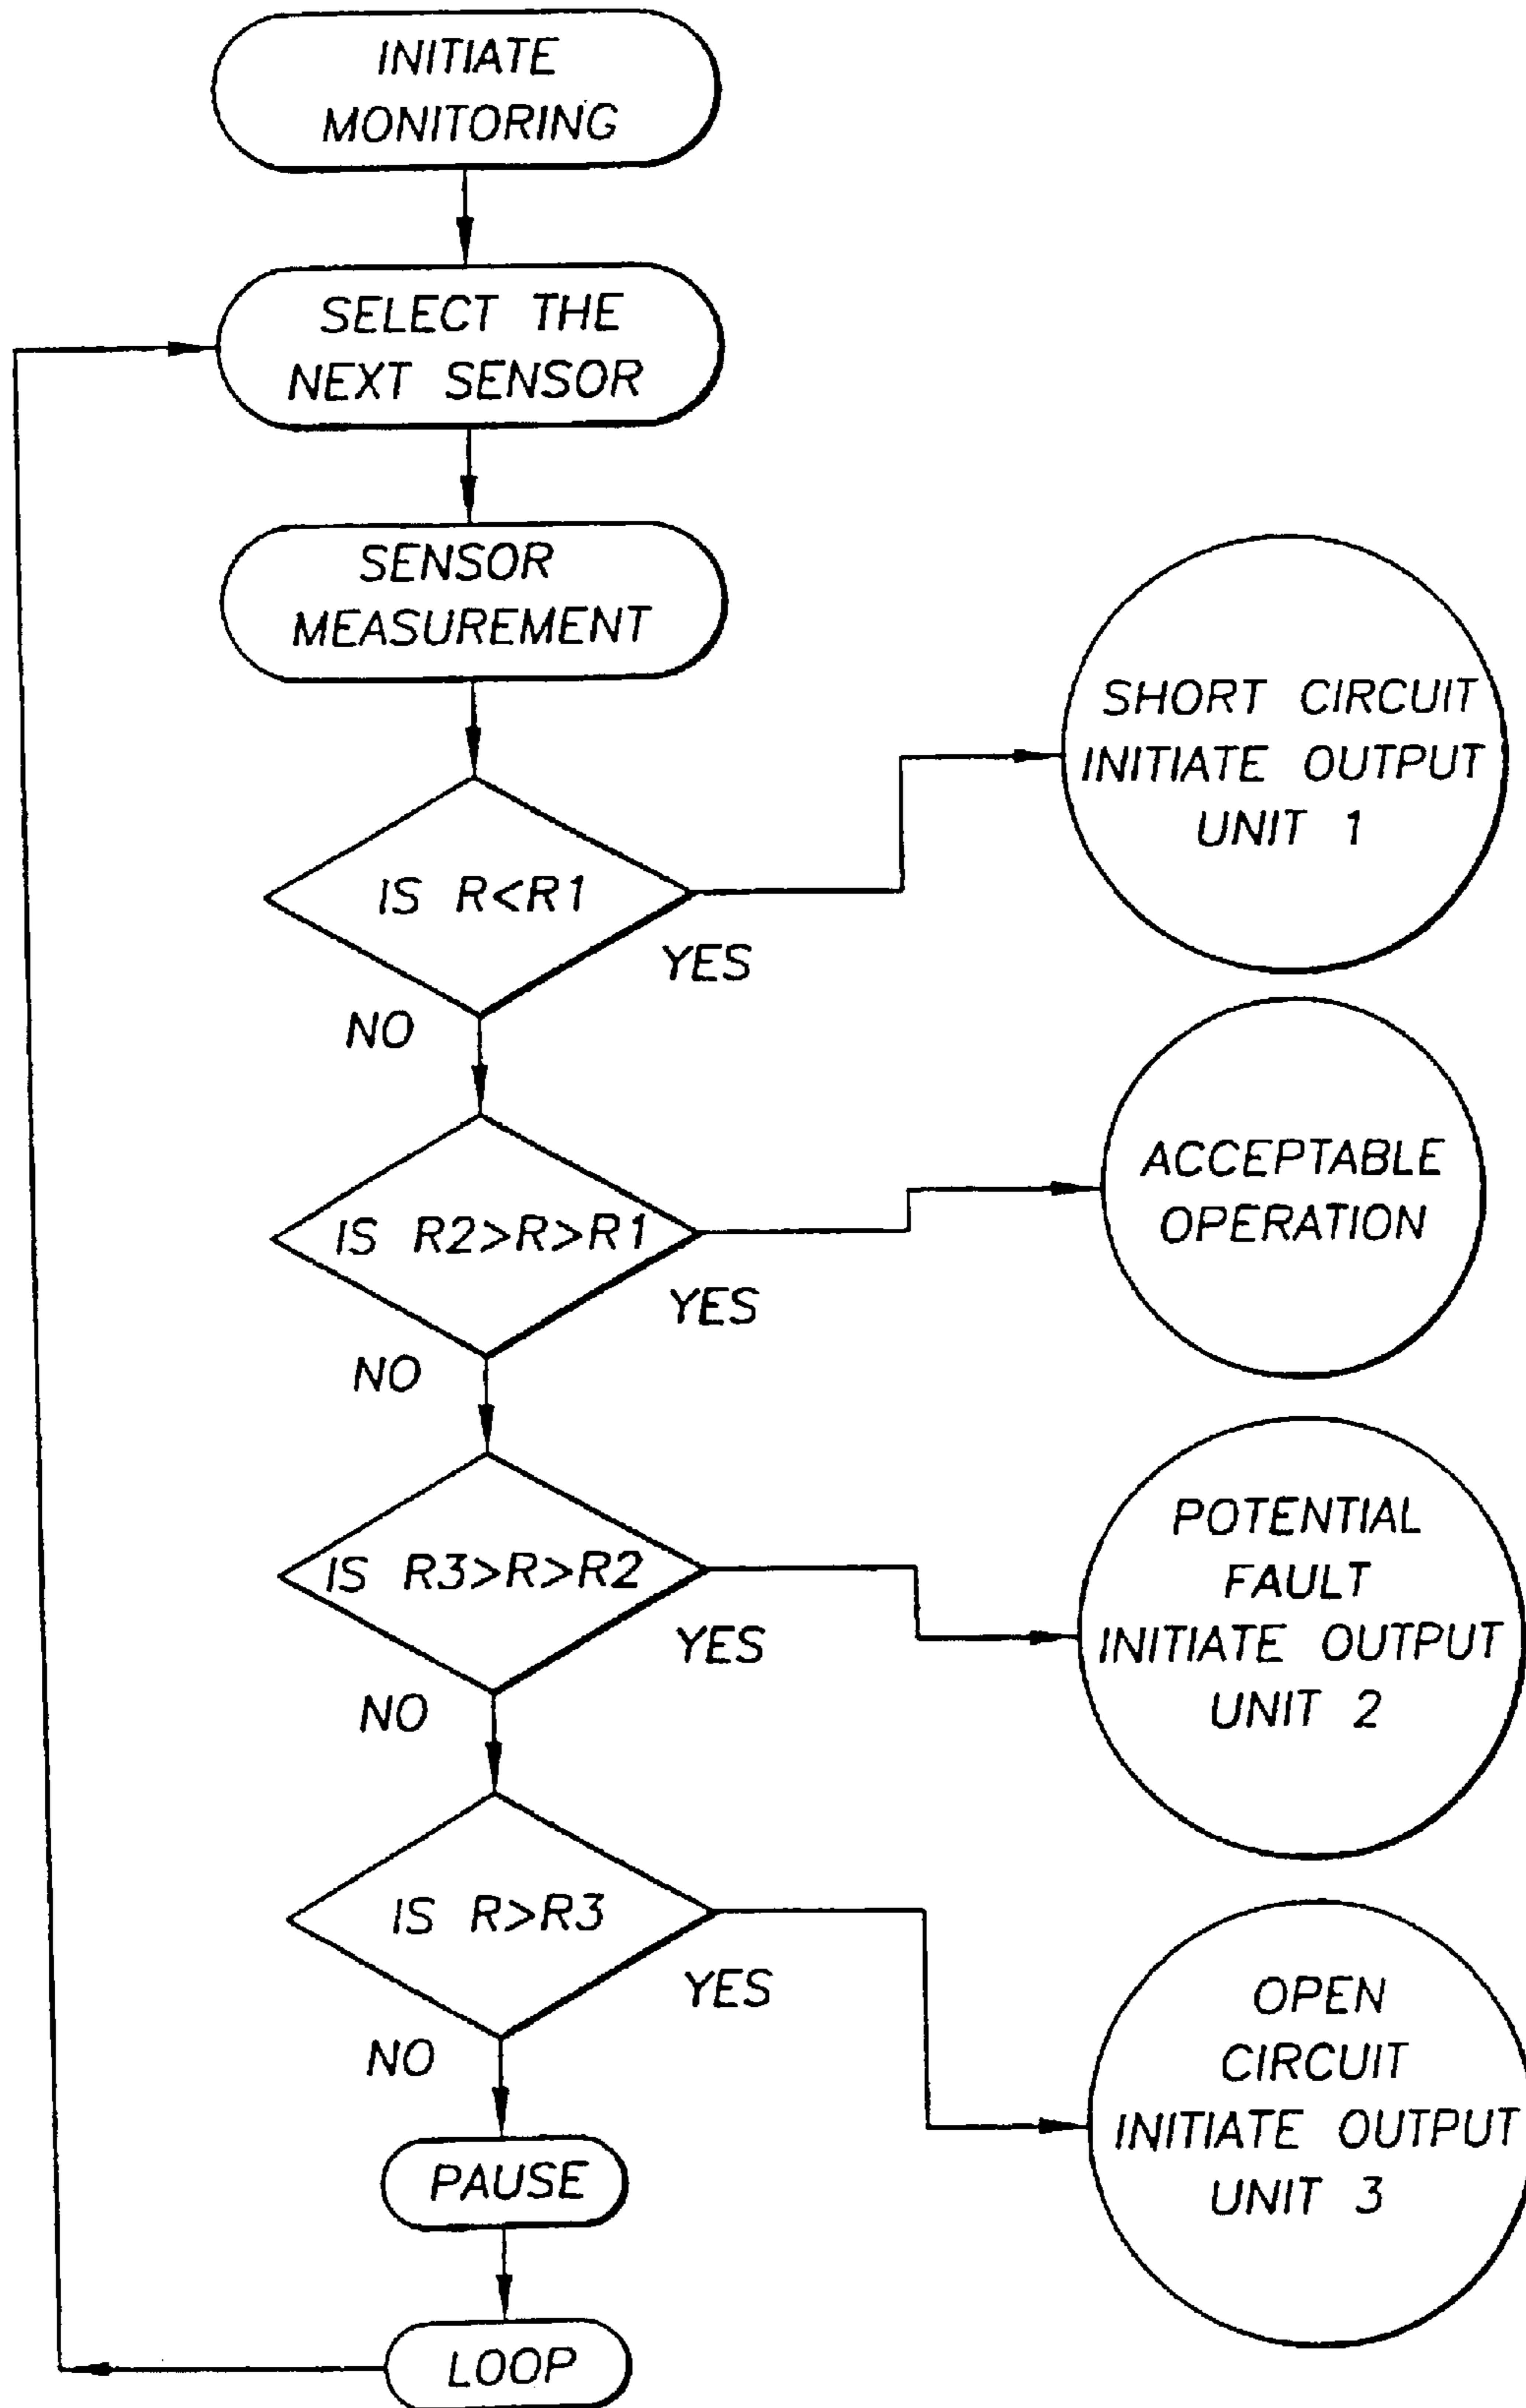 INITIATE
MONITORING
SELECT THE
NEXT SENSOR
SENSOR
MEASUREMENT
SHORT CIRCUIT
INITIATE OUTPUT
UNIT 1
IS R<R1
YES
NO
ACCEPTABLE
OPERATION
IS R2>R>R1
YES
NO
POTENTIAL
FAULT
INITIATE OUTPUT
UNIT 2
IS R3>R>R2
YES
NO
IS R>R3
YES
NO
OPEN
CIRCUIT
INITIATE OUTPUT
UNIT 3
PAUSE
LOOP